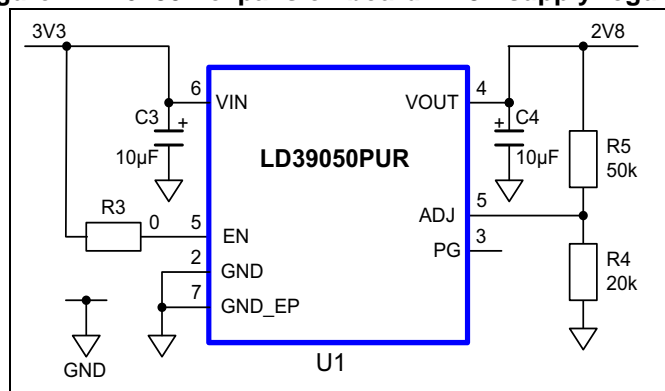 3V3
2V8
6
VIN
VOUT
4
C3
+
10µF
LD39050PUR
+
C4
10µF
R5
50k
R3
0
5
EN
ADJ
5
2
GND
PG
3
R4
20k
7
GND_EP
GND
U1